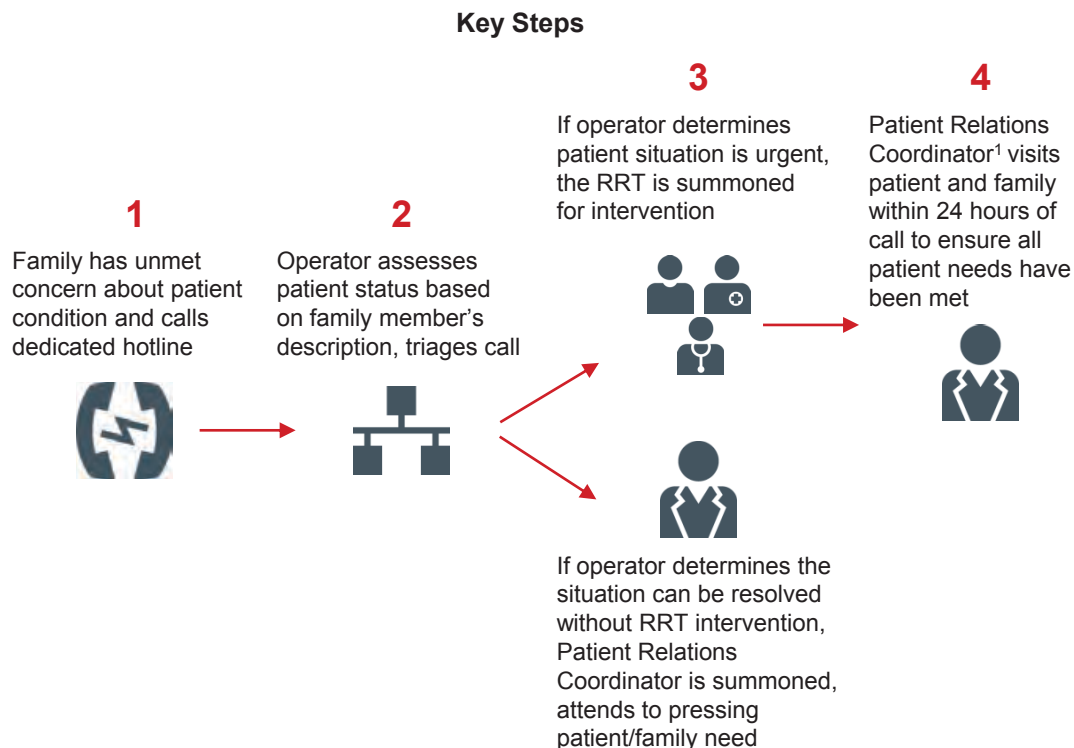 Key Steps
1
Family has unmet
concern about patient
condition and calls
dedicated hotline
2
Operator assesses
patient status based
on family member’s
description, triages call
3
If operator determines
patient situation is urgent,
the RRT is summoned
for intervention
If operator determines the
situation can be resolved
without RRT intervention,
Patient Relations
Coordinator is summoned,
attends to pressing
patient/family need
4
Patient Relations
Coordinator¹ visits
patient and family
within 24 hours of
call to ensure all
patient needs have
been met